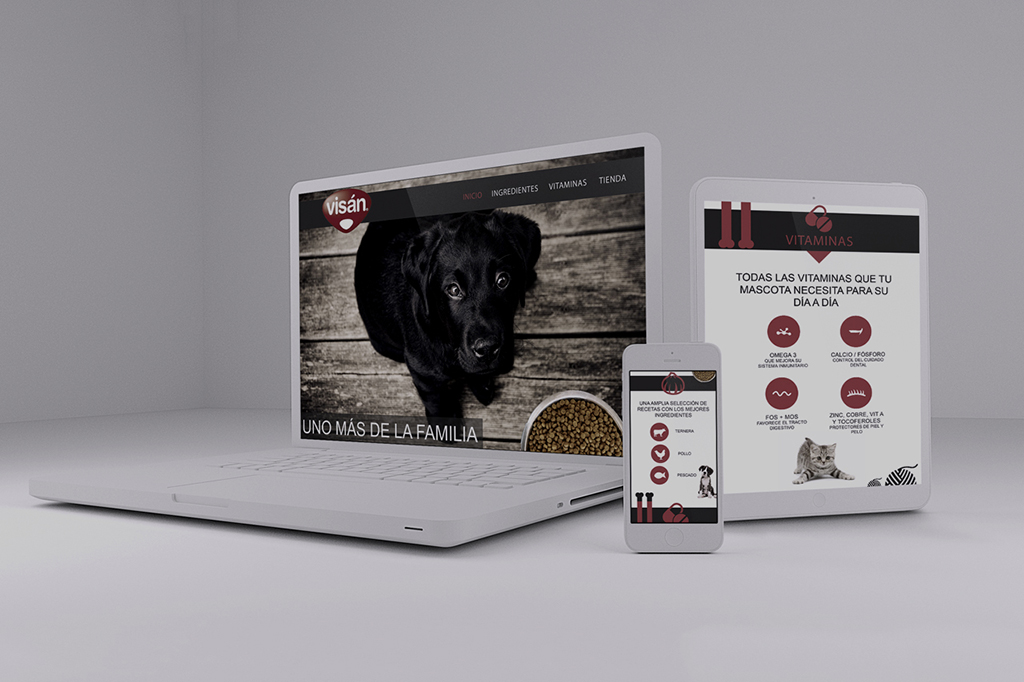 visán
INICIO INGREDIENTES VITAMINAS TIENDA
UNO MÁS DE LA FAMILIA
VITAMINAS
TODAS LAS VITAMINAS QUE TU
MASCOTA NECESITA PARA SU
DÍA A DÍA
OMEGA 3
QUE MEJORA SU
SISTEMA INMUNITARIO
CALCIO / FÓSFORO
CONTROL DEL CUIDADO
DENTAL
FOS + MOS
FAVORECE EL TRACTO
DIGESTIVO
ZINC, COBRE, VIT A
Y TOCOFEROLES
PROTECTORES DE PIEL Y
PELO
UNA AMPLIA SELECCIÓN DE
RECETAS CON LOS MEJORES
INGREDIENTES
TERNERA
POLLO
PESCADO